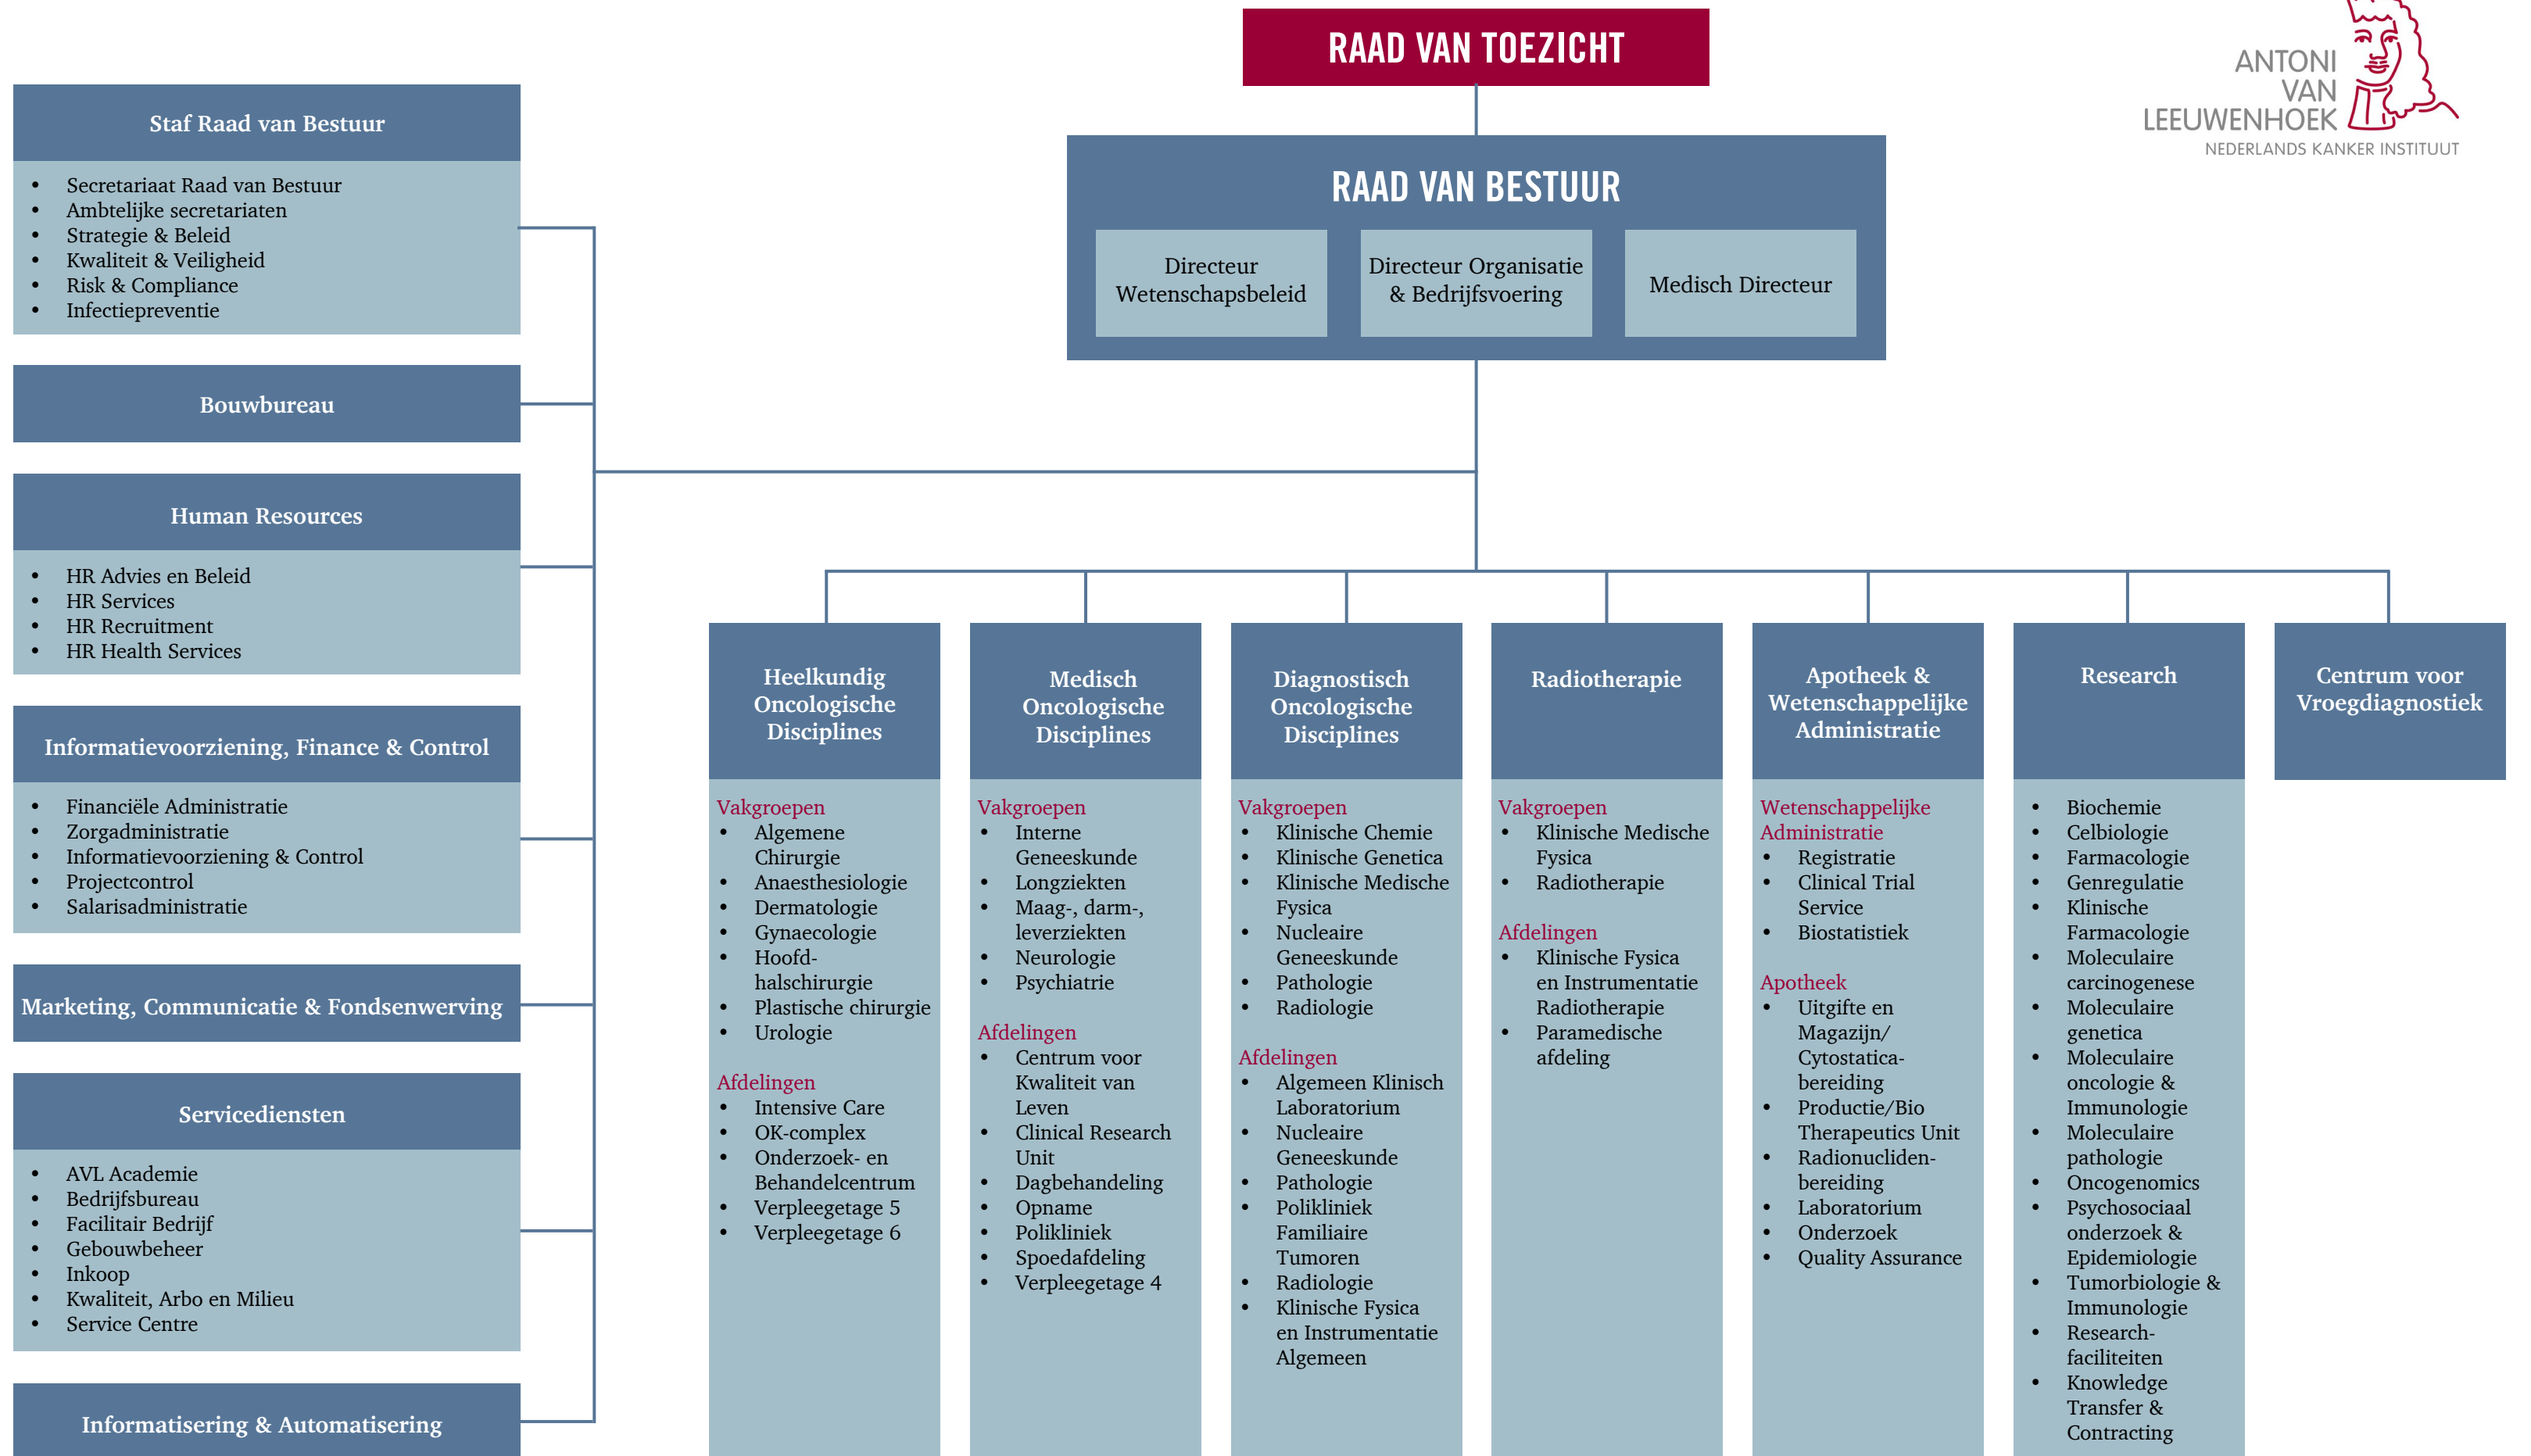 RAAD VAN TOEZICHT
ANTONI
VAN
LEEUWENHOEK
NEDERLANDS KANKER INSTITUUT
RAAD VAN BESTUUR
Directeur
Wetenschapsbeleid
Directeur Organisatie
& Bedrijfsvoering
Medisch Directeur
Staf Raad van Bestuur
• Secretariaat Raad van Bestuur
• Ambtelijke secretariaten
• Strategie & Beleid
• Kwaliteit & Veiligheid
• Risk & Compliance
• Infectiepreventie
Bouwbureau
Human Resources
• HR Advies en Beleid
• HR Services
• HR Recruitment
• HR Health Services
Informatievoorziening, Finance & Control
• Financiële Administratie
• Zorgadministratie
• Informatievoorziening & Control
• Projectcontrol
• Salarisadministratie
Marketing, Communicatie & Fondsenwerving
Servicediensten
• AVL Academie
• Bedrijfsbureau
• Facilitair Bedrijf
• Gebouwbeheer
• Inkoop
• Kwaliteit, Arbo en Milieu
• Service Centre
Informatisering & Automatisering
Heelkundig
Oncologische
Disciplines
Vakgroepen
• Algemene
Chirurgie
• Anaesthesiologie
• Dermatologie
• Gynaecologie
• Hoofd-
halschirurgie
• Plastische chirurgie
• Urologie
Afdelingen
• Intensive Care
• OK-complex
• Onderzoek- en
Behandelcentrum
• Verpleegetage 5
• Verpleegetage 6
Medisch
Oncologische
Disciplines
Vakgroepen
• Interne
Geneeskunde
• Longziekten
• Maag-, darm-,
leverziekten
• Neurologie
• Psychiatrie
Afdelingen
• Centrum voor
Kwaliteit van
Leven
• Clinical Research
Unit
• Dagbehandeling
• Opname
• Polikliniek
• Spoedafdeling
• Verpleegetage 4
Diagnostisch
Oncologische
Disciplines
Vakgroepen
• Klinische Chemie
• Klinische Genetica
• Klinische Medische
Fysica
• Nucleaire
Geneeskunde
• Pathologie
• Radiologie
Afdelingen
• Algemeen Klinisch
Laboratorium
• Nucleaire
Geneeskunde
• Pathologie
• Polikliniek
Familiaire
Tumoren
• Radiologie
• Klinische Fysica
en Instrumentatie
Algemeen
Radiotherapie
Vakgroepen
• Klinische Medische
Fysica
• Radiotherapie
Afdelingen
• Klinische Fysica
en Instrumentatie
Radiotherapie
• Paramedische
afdeling
Apotheek &
Wetenschappelijke
Administratie
Wetenschappelijke
Administratie
• Registratie
• Clinical Trial
Service
• Biostatistiek
Apotheek
• Uitgifte en
Magazijn/
Cytostatica-
bereiding
• Productie/Bio
Therapeutics Unit
• Radionucliden-
bereiding
• Laboratorium
• Onderzoek
• Quality Assurance
Research
• Biochemie
• Celbiologie
• Farmacologie
• Genregulatie
• Klinische
Farmacologie
• Moleculaire
carcinogenese
• Moleculaire
genetica
• Moleculaire
oncologie &
Immunologie
• Moleculaire
pathologie
• Oncogenomics
• Psychosociaal
onderzoek &
Epidemiologie
• Tumorbiologie &
Immunologie
• Research-
faciliteiten
• Knowledge
Transfer &
Contracting
Centrum voor
Vroegdiagnostiek